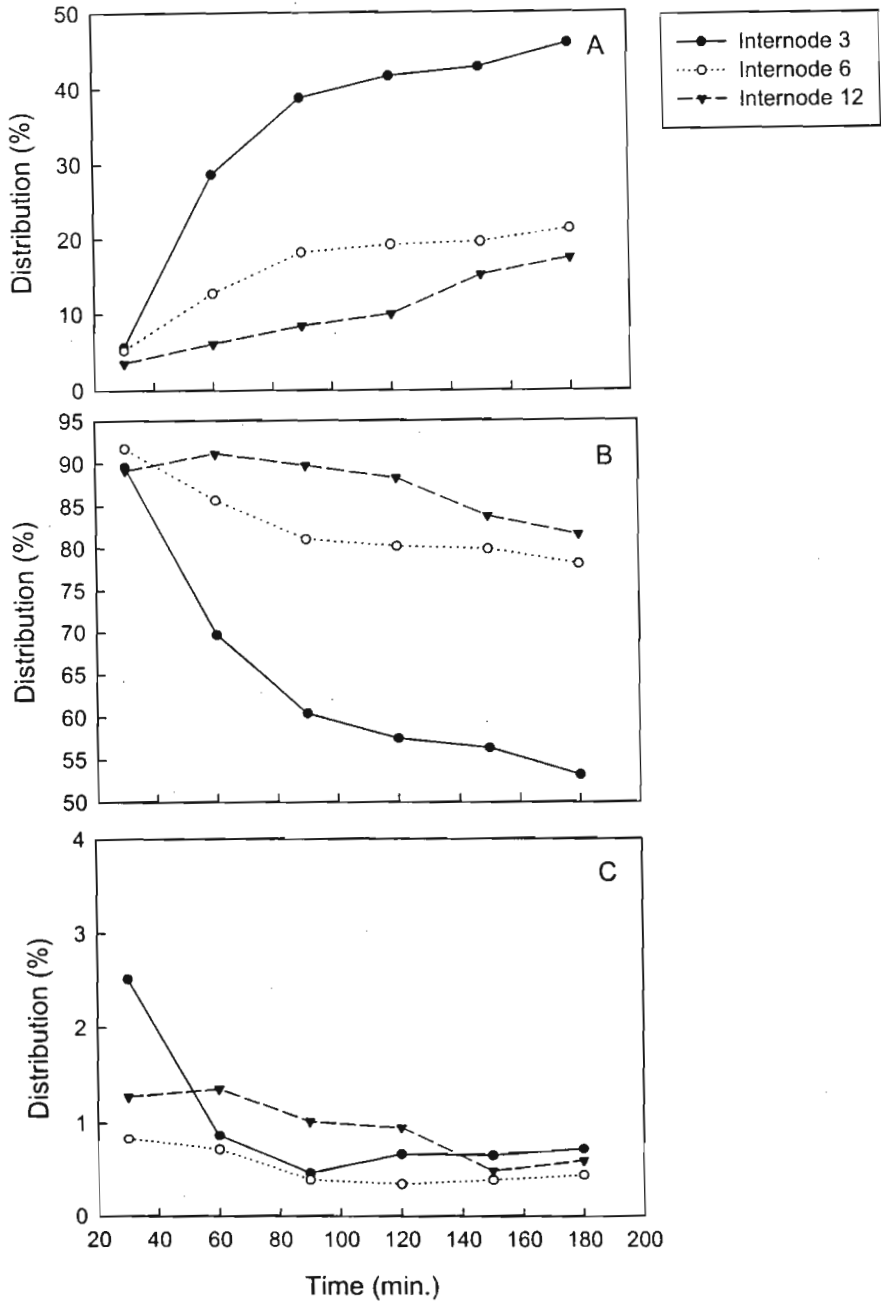 A
Internode 3
Internode 6
Internode 12
50
40
30
20
10
0
Distribution (%)
B
95
90
85
80
75
70
65
60
55
50
Distribution (%)
C
4
3
2
1
0
Distribution (%)
20 40 60 80 100 120 140 160 180 200
Time (min.)